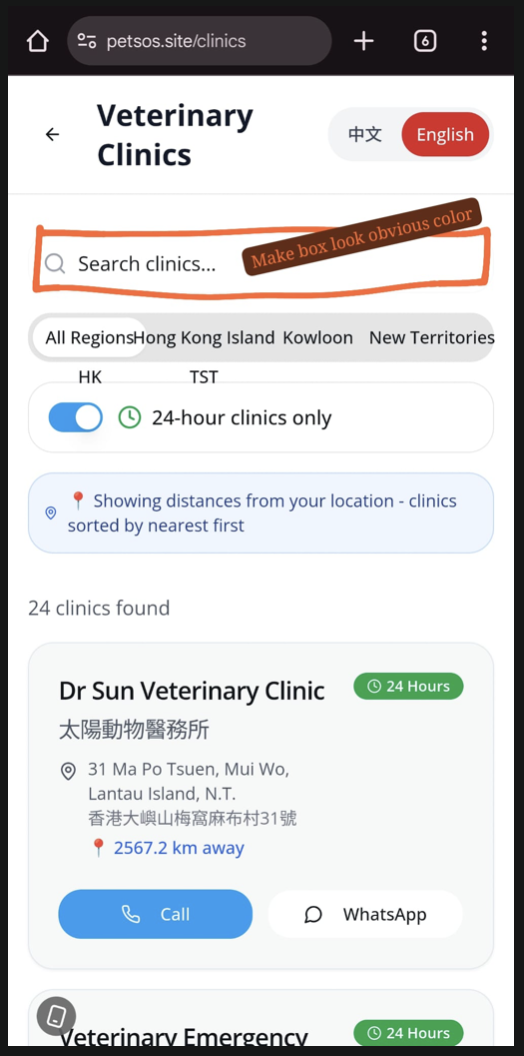 petsos.site/clinics
6
Veterinary
Clinics
中文
English
Make box look obvious color
Search clinics...
All Regions
Hong Kong Island
Kowloon
New Territories
HK
TST
24-hour clinics only
Showing distances from your location - clinics
sorted by nearest first
24 clinics found
Dr Sun Veterinary Clinic
24 Hours
太陽動物醫務所
31 Ma Po Tsuen, Mui Wo,
Lantau Island, N.T.
香港大嶼山梅窩麻布村31號
2567.2 km away
Call
WhatsApp
Veterinary Emergency
24 Hours